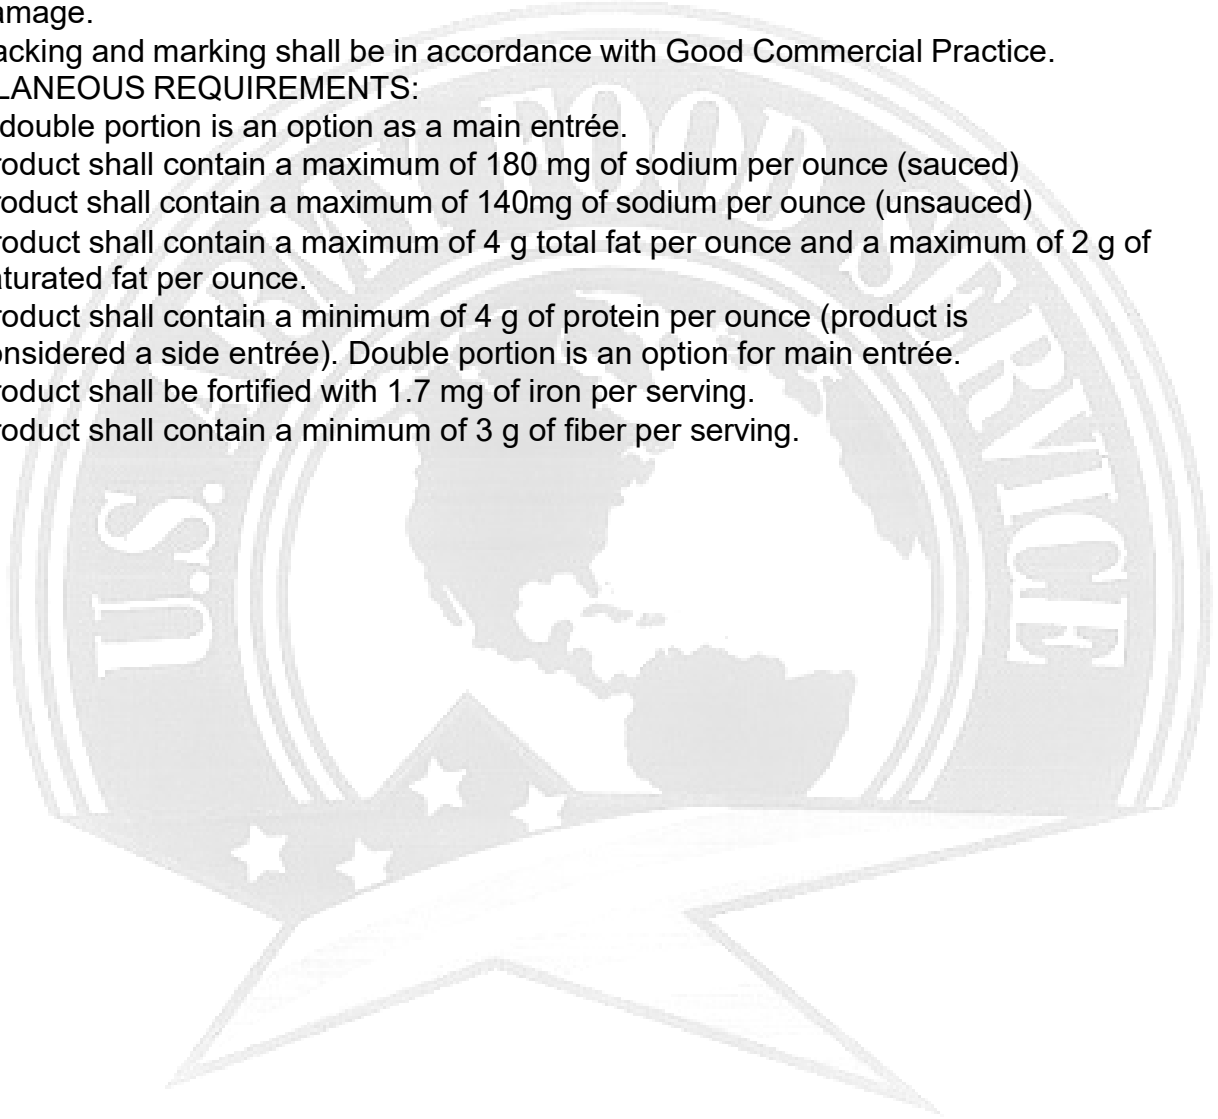 amage.
acking and marking shall be in accordance with Good Commercial Practice.
LANEOUS REQUIREMENTS:
double portion is an option as a main entrée.
roduct shall contain a maximum of 180 mg of sodium per ounce (sauced)
roduct shall contain a maximum of 140mg of sodium per ounce (unsauced)
roduct shall contain a maximum of 4 g total fat per ounce and a maximum of 2 g of
aturated fat per ounce.
roduct shall contain a minimum of 4 g of protein per ounce (product is
onsidered a side entrée). Double portion is an option for main entrée.
roduct shall be fortified with 1.7 mg of iron per serving.
roduct shall contain a minimum of 3 g of fiber per serving.
U.S. ARMY FOOD SERVICE